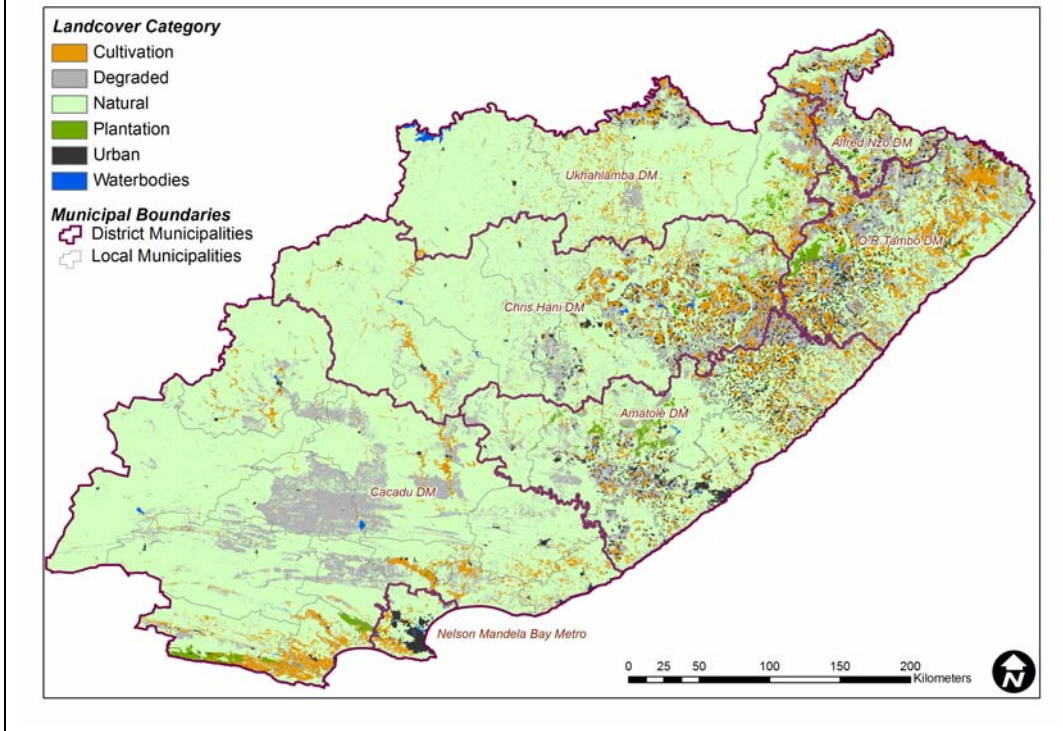 Landcover Category
Cultivation
Degraded
Natural
Plantation
Urban
Waterbodies
Municipal Boundaries
District Municipalities
Local Municipalities
Alfred Nzo DM
Ukhahlamba DM
O.R.Tambo DM
Chris Hani DM
Amatole DM
Cacadu DM
Nelson Mandela Bay Metro
0 25 50 100 150 200
Kilometers
N